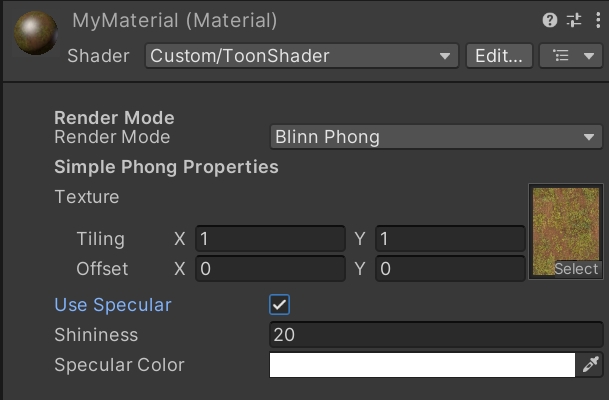 MyMaterial (Material)
Shader Custom/ToonShader Edit...
Render Mode
Render Mode Blinn Phong
Simple Phong Properties
Texture
Tiling X 1 Y 1
Offset X 0 Y 0
Select
Use Specular
Shininess 20
Specular Color